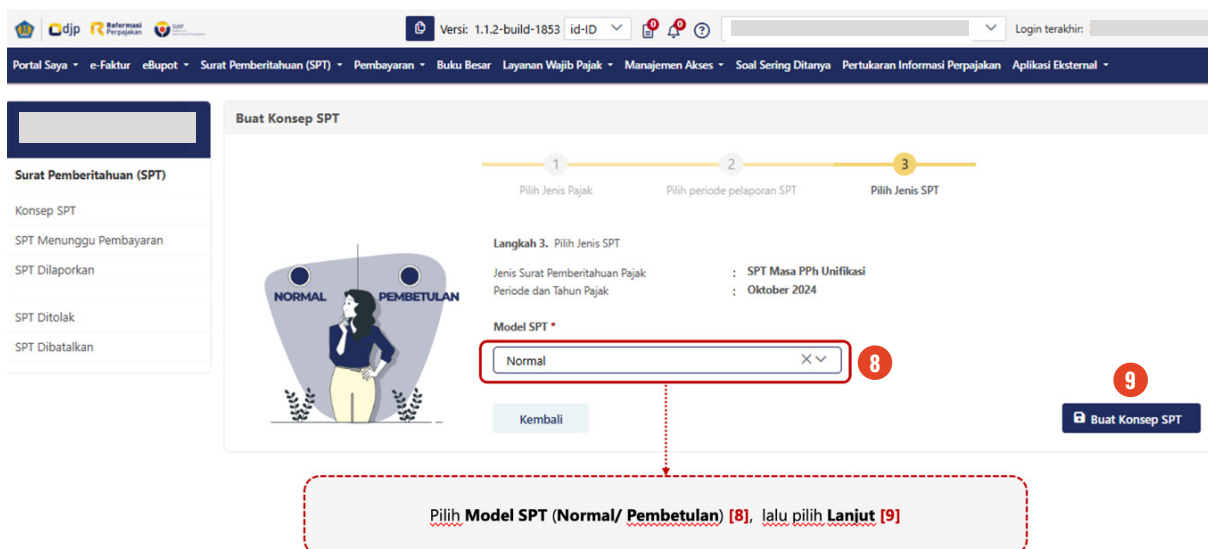 djp Reformasi Perpajakan Versi: 1.1.2-build-1853 id-ID 0 0 ? Login terakhir:
Portal Saya e-Faktur eBupot Surat Pemberitahuan (SPT) Pembayaran Buku Besar Layanan Wajib Pajak Manajemen Akses Soal Sering Ditanya Pertukaran Informasi Perpajakan Aplikasi Eksternal
Buat Konsep SPT
1 2 3
Pilih Jenis Pajak Pilih periode pelaporan SPT Pilih Jenis SPT
Surat Pemberitahuan (SPT)
Konsep SPT
SPT Menunggu Pembayaran
SPT Dilaporkan
SPT Ditolak
SPT Dibatalkan
NORMAL PEMBETULAN
Langkah 3. Pilih Jenis SPT
Jenis Surat Pemberitahuan Pajak : SPT Masa PPh Unifikasi
Periode dan Tahun Pajak : Oktober 2024
Model SPT *
Normal
8
Kembali
9
Buat Konsep SPT
Pilih Model SPT (Normal/ Pembetulan) [8], lalu pilih Lanjut [9]